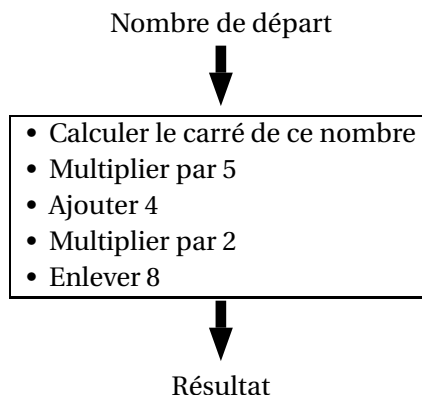 Nombre de départ
• Calculer le carré de ce nombre
• Multiplier par 5
• Ajouter 4
• Multiplier par 2
• Enlever 8
Résultat